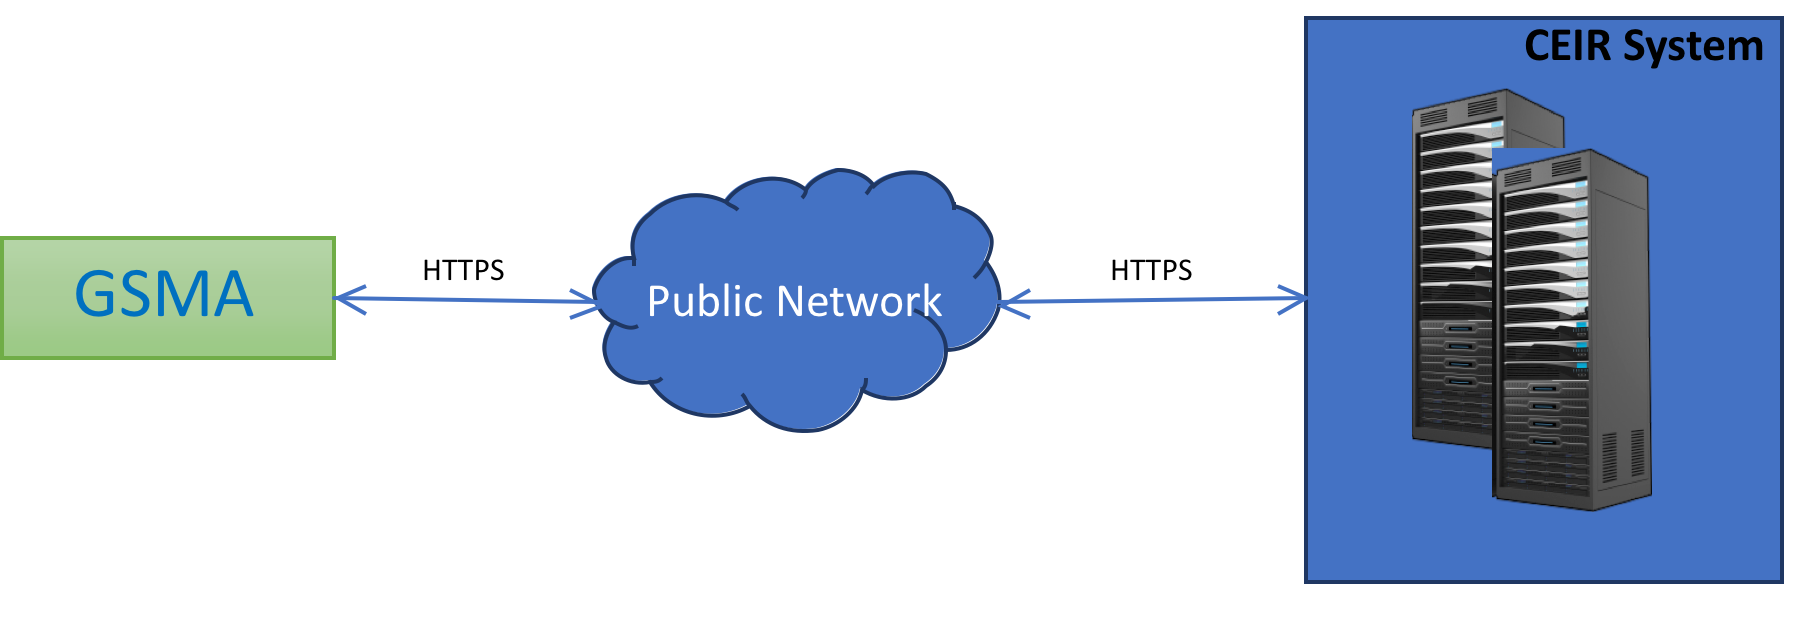 CEIR System
GSMA
HTTPS
Public Network
HTTPS